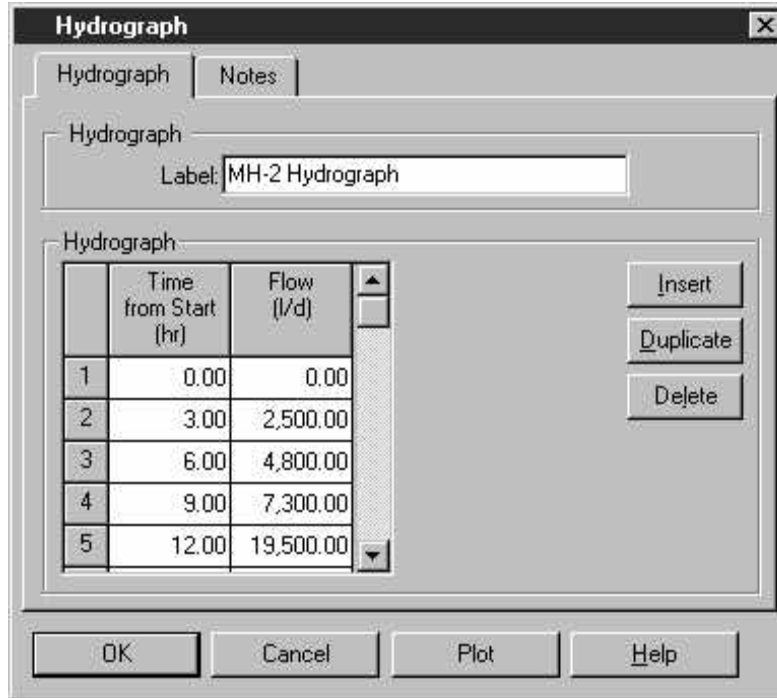 Hydrograph
Hydrograph Notes
Hydrograph
Label: MH-2 Hydrograph
Hydrograph
Time from Start (hr) Flow (l/d)
1 0.00 0.00
2 3.00 2,500.00
3 6.00 4,800.00
4 9.00 7,300.00
5 12.00 19,500.00
Insert
Duplicate
Delete
OK Cancel Plot Help